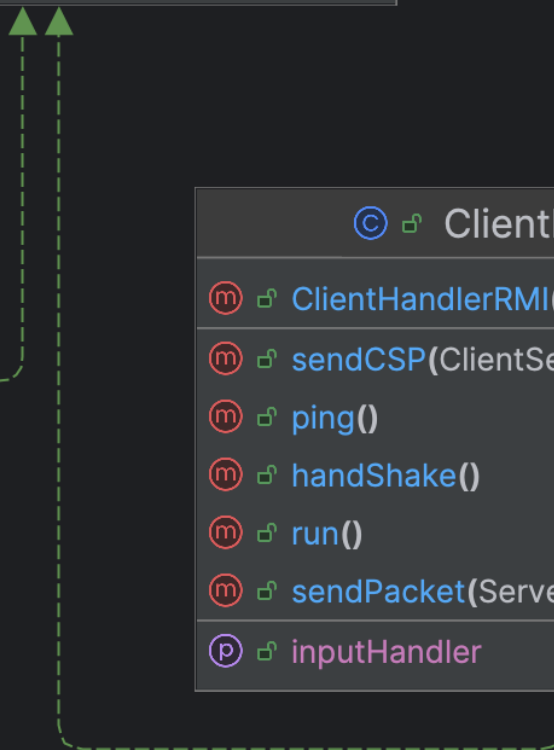 Client
ClientHandlerRMI(
sendCSP(ClientSe
ping()
handShake()
run()
sendPacket(Serve
inputHandler